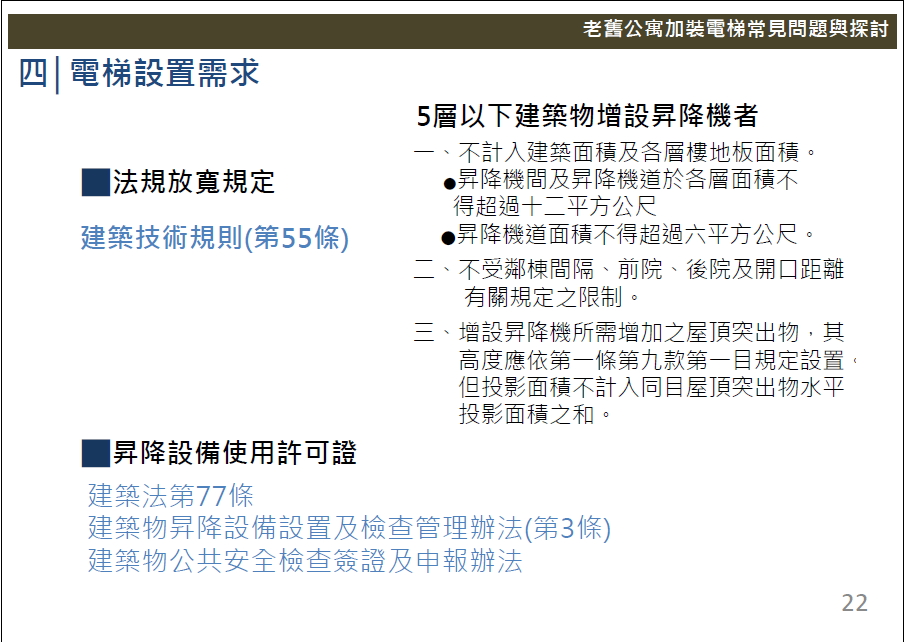 老舊公寓加裝電梯常見問題與探討
四│電梯設置需求
■法規放寬規定
建築技術規則(第55條)
5層以下建築物增設昇降機者
一、不計入建築面積及各層樓地板面積。
●昇降機間及昇降機道於各層面積不
得超過十二平方公尺
●昇降機道面積不得超過六平方公尺。
二、不受鄰棟間隔、前院、後院及開口距離
有關規定之限制。
三、增設昇降機所需增加之屋頂突出物，其
高度應依第一條第九款第一目規定設置。
但投影面積不計入同目屋頂突出物水平
投影面積之和。
■昇降設備使用許可證
建築法第77條
建築物昇降設備設置及檢查管理辦法(第3條)
建築物公共安全檢查簽證及申報辦法
22